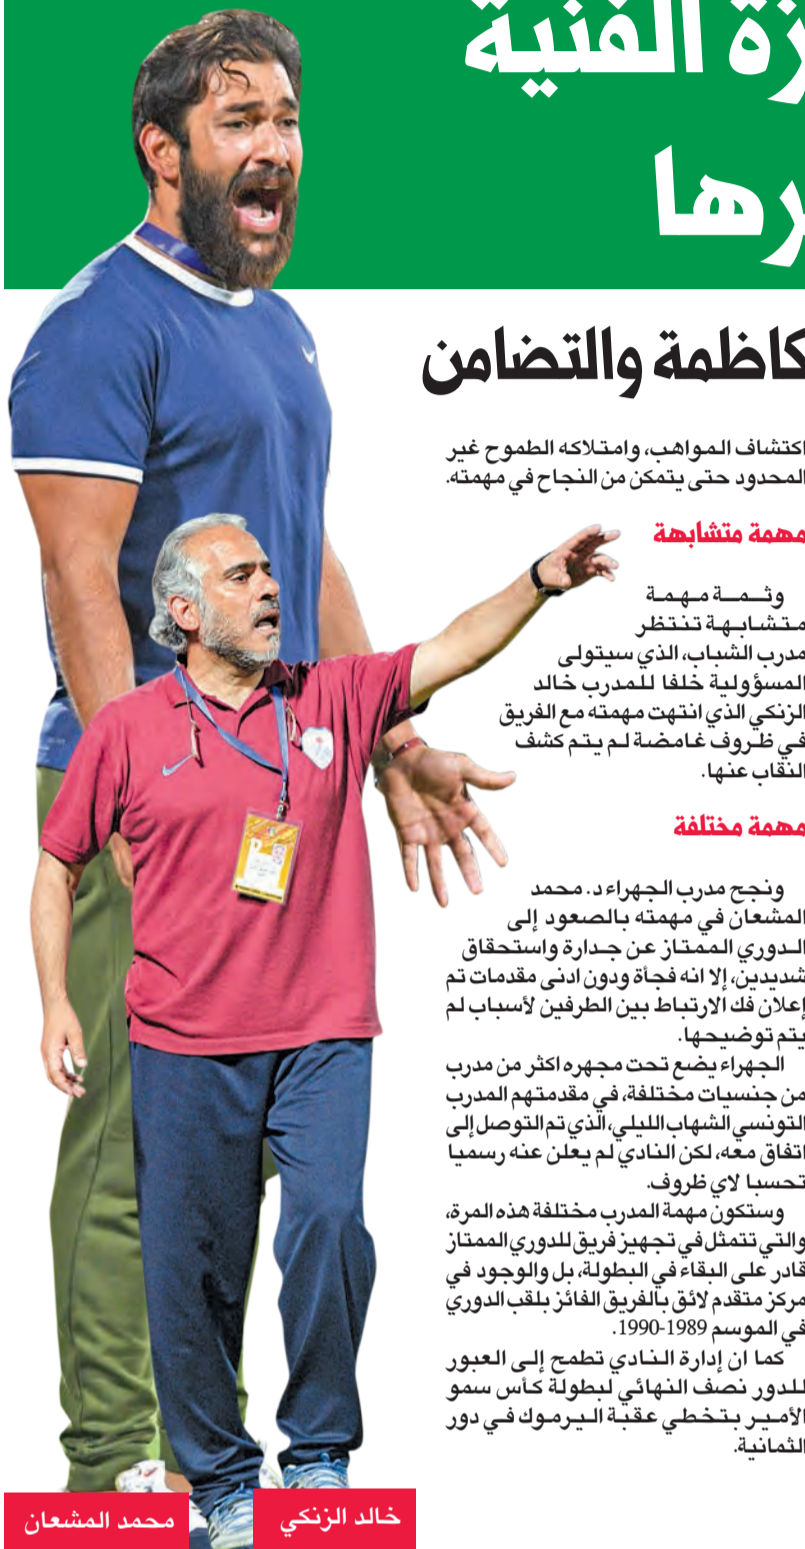 زة الفنية
رها
كاظمة والتضامن
اكتشاف المواهب، وامتلاكه الطموح غير
المحدود حتى يتمكن من النجاح في مهمته.
مهمة متشابهة
وثمة مهمة
متشابهة تنتظر
مدرب الشباب، الذي سيتولى
المسؤولية خلفا للمدرب خالد
الزنكي الذي انتهت مهمته مع الفريق
في ظروف غامضة لم يتم كشف
النقاب عنها.
مهمة مختلفة
ونجح مدرب الجهراء د. محمد
المشعان في مهمته بالصعود إلى
الدوري الممتاز عن جدارة واستحقاق
شديدين، إلا انه فجأة ودون ادنى مقدمات تم
إعلان فك الارتباط بين الطرفين لأسباب لم
يتم توضيحها.
الجهراء يضع تحت مجهره اكثر من مدرب
من جنسيات مختلفة، في مقدمتهم المدرب
التونسي الشهاب الليلي، الذي تم التوصل إلى
اتفاق معه، لكن النادي لم يعلن عنه رسميا
تحسبا لاي ظروف.
وستكون مهمة المدرب مختلفة هذه المرة،
والتي تتمثل في تجهيز فريق للدوري الممتاز
قادر على البقاء في البطولة، بل والوجود في
مركز متقدم لائق بالفريق الفائز بلقب الدوري
في الموسم 1989-1990.
كما ان إدارة النادي تطمح إلى العبور
للدور نصف النهائي لبطولة كأس سمو
الأمير بتخطي عقبة اليرموك في دور
الثمانية.
خالد الزنكي
محمد المشعان